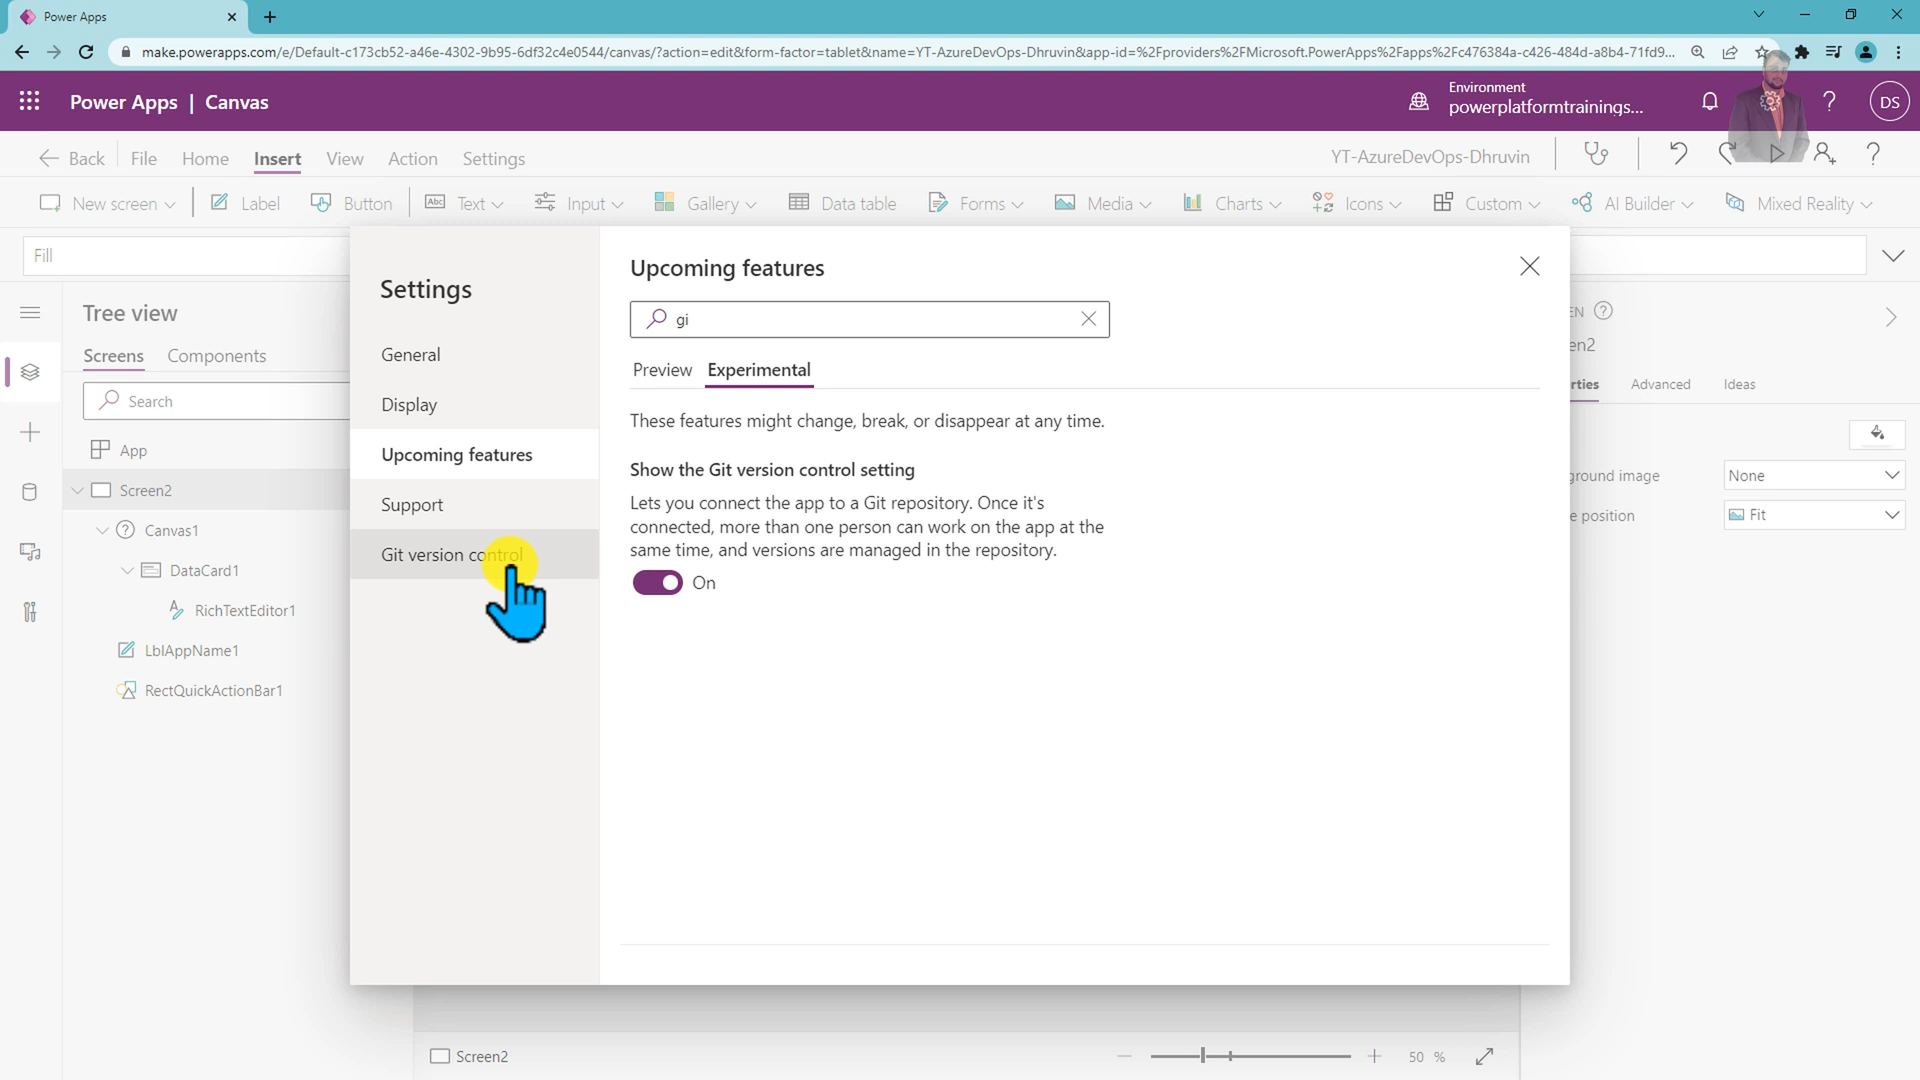 Power Apps
make.powerapps.com/e/Default-c173cb52-a46e-4302-9b95-6df32c4e0544/canvas/?action=edit&form-factor=tablet&name=YT-AzureDevOps-Dhruvin&app-id=%2Fproviders%2FMicrosoft.PowerApps%2Fapps%2Fc476384a-c426-484d-a8b4-71fd9...
Power Apps | Canvas
Environment
powerplatformtrainings...
DS
Back File Home Insert View Action Settings YT-AzureDevOps-Dhruvin
New screen Label Button Text Input Gallery Data table Forms Media Charts Icons Custom AI Builder Mixed Reality
Fill
Tree view
Screens Components
Search
App
Screen2
Canvas1
DataCard1
RichTextEditor1
LblAppName1
RectQuickActionBar1
Settings
General
Display
Upcoming features
Support
Git version control
Upcoming features
gi
Preview Experimental
These features might change, break, or disappear at any time.
Show the Git version control setting
Lets you connect the app to a Git repository. Once it's
connected, more than one person can work on the app at the
same time, and versions are managed in the repository.
On
EN
en2
rties Advanced Ideas
ground image None
e position Fit
Screen2
50 %